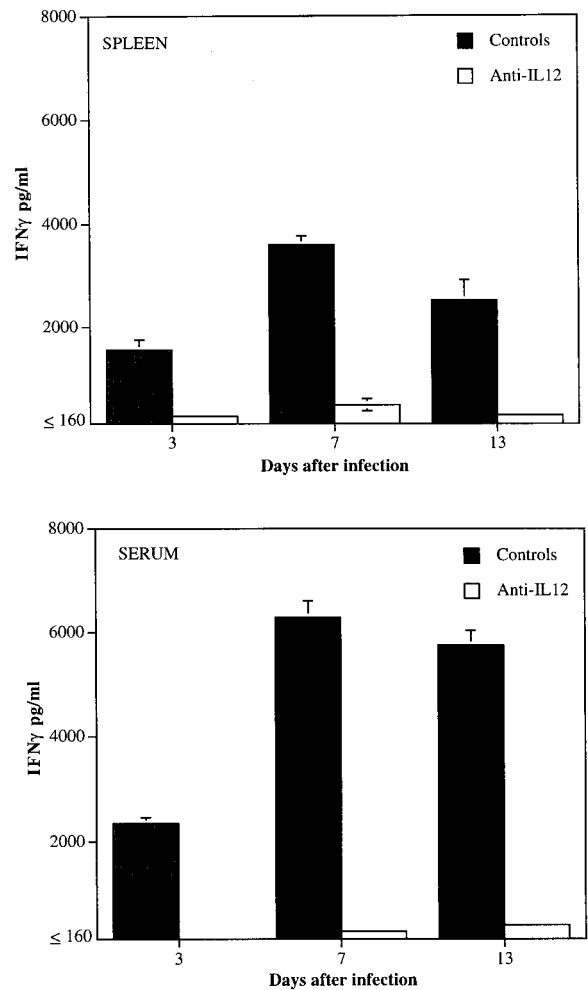 8000
SPLEEN
Controls
Anti-IL12
6000
4000
2000
≤ 160
IFNγ pg/ml
3 7 13
Days after infection
8000
SERUM
Controls
Anti-IL12
6000
4000
2000
≤ 160
IFNγ pg/ml
3 7 13
Days after infection